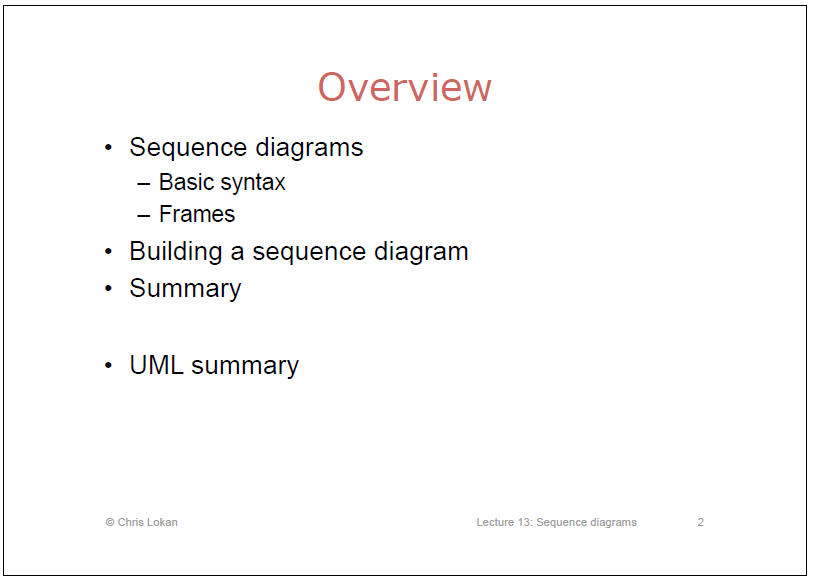 Overview
• Sequence diagrams
– Basic syntax
– Frames
• Building a sequence diagram
• Summary
• UML summary
© Chris Lokan
Lecture 13: Sequence diagrams
2